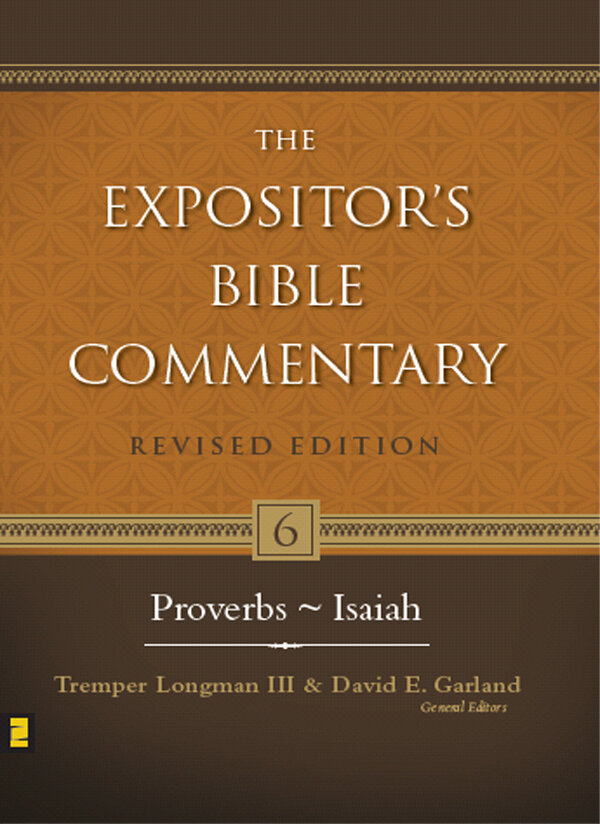 THE
EXPOSITOR'S
BIBLE
COMMENTARY
REVISED EDITION
6
Proverbs ~ Isaiah
Tremper Longman III & David E. Garland
General Editors